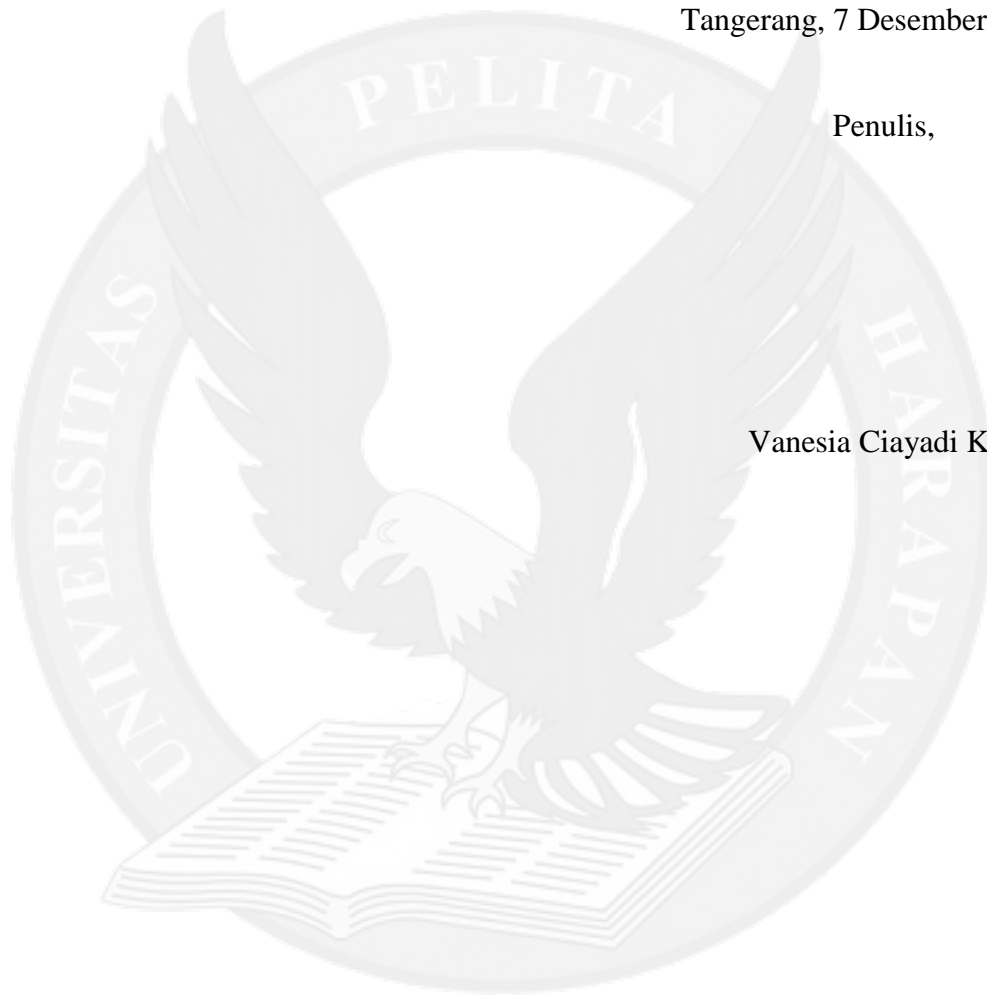 Tangerang, 7 Desember
Penulis,
Vanesia Ciayadi K
UNIVERSITAS PELITA HARAPAN